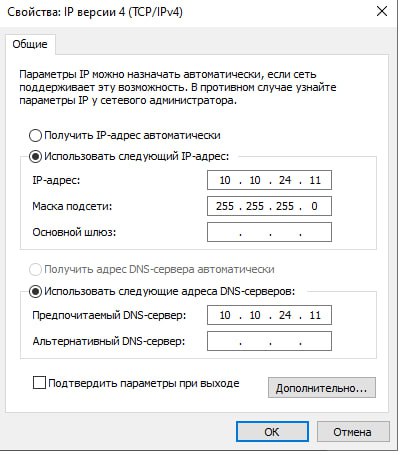 Свойства: IP версии 4 (TCP/IPv4)
Общие
Параметры IP можно назначать автоматически, если сеть
поддерживает эту возможность. В противном случае узнайте
параметры IP у сетевого администратора.
Получить IP-адрес автоматически
Использовать следующий IP-адрес:
IP-адрес: 10 . 10 . 24 . 11
Маска подсети: 255 . 255 . 255 . 0
Основной шлюз: . . .
Получить адрес DNS-сервера автоматически
Использовать следующие адреса DNS-серверов:
Предпочитаемый DNS-сервер: 10 . 10 . 24 . 11
Альтернативный DNS-сервер: . . .
Подтвердить параметры при выходе
Дополнительно...
ОК Отмена